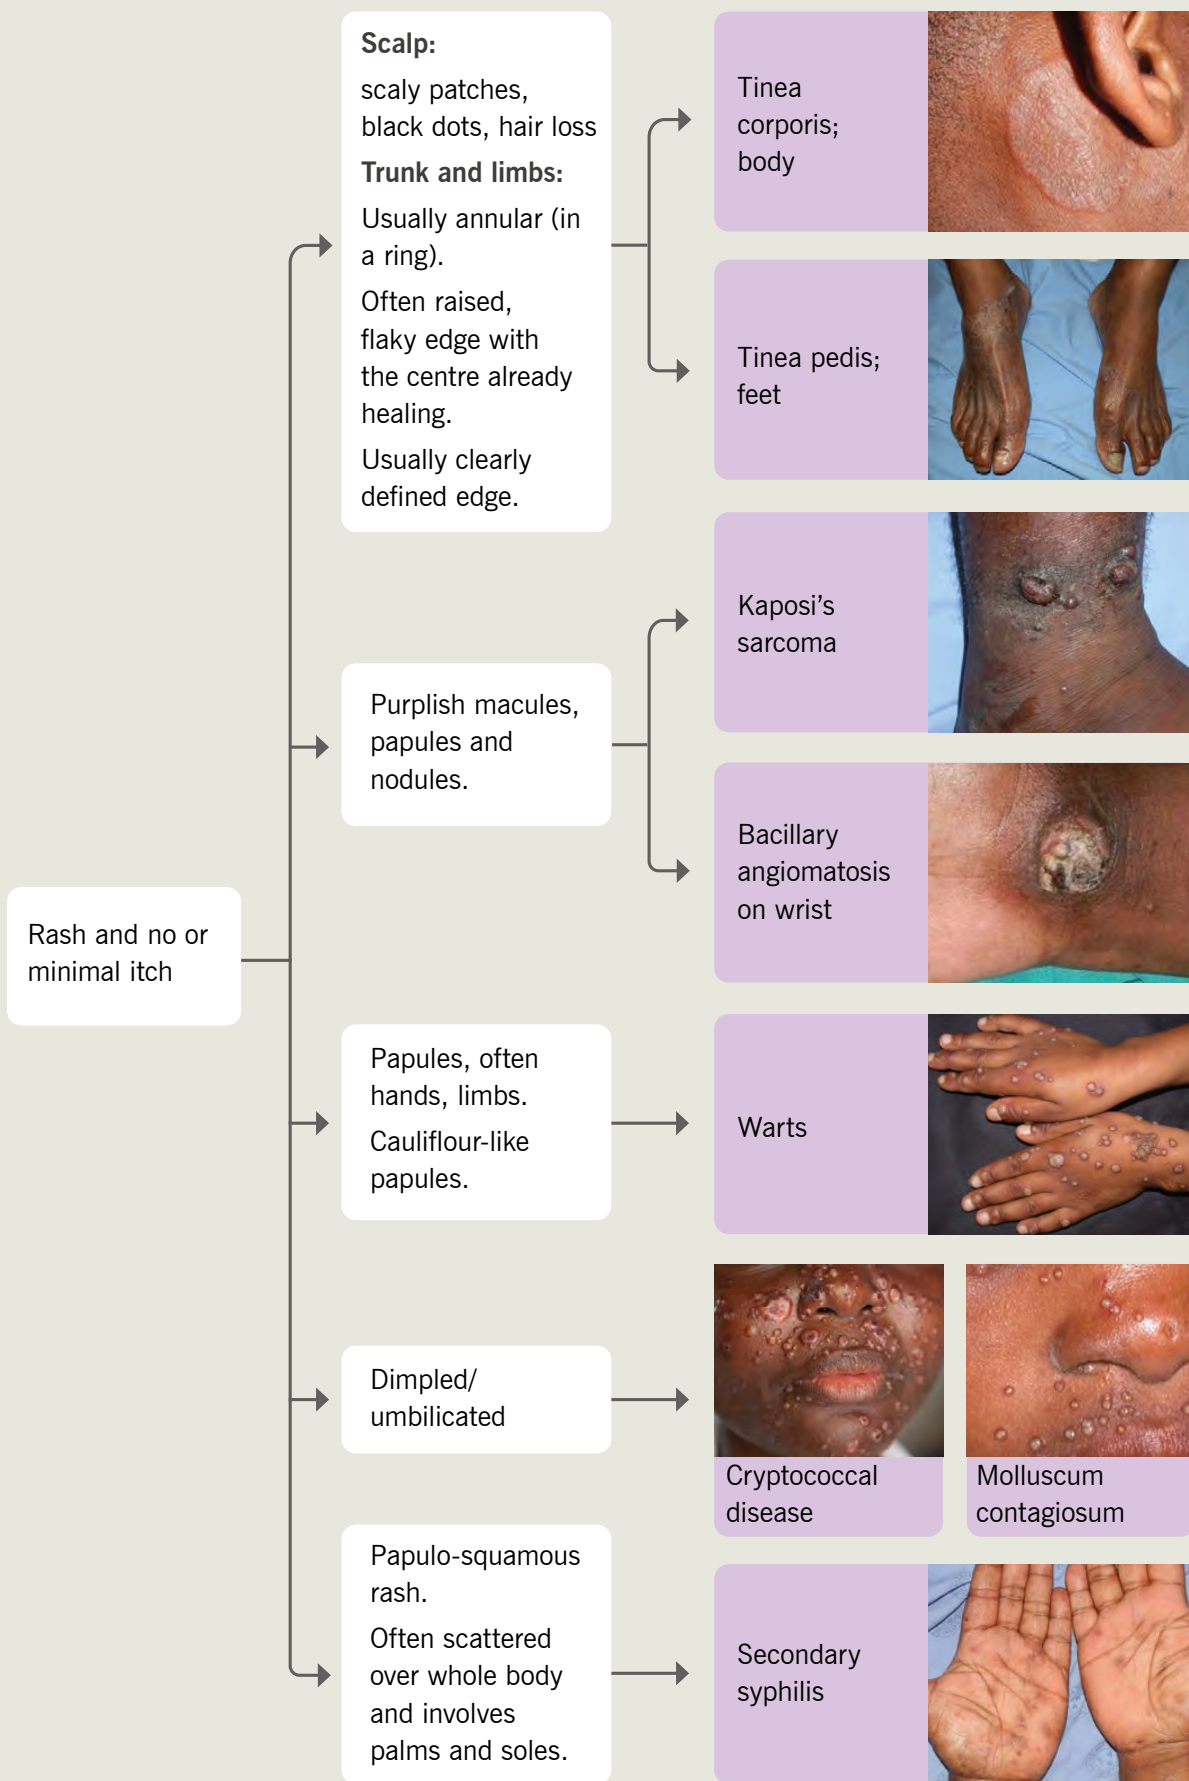 Rash and no or
minimal itch
Scalp:
scaly patches,
black dots, hair loss
Trunk and limbs:
Usually annular (in
a ring).
Often raised,
flaky edge with
the centre already
healing.
Usually clearly
defined edge.
Tinea
corporis;
body
Tinea pedis;
feet
Purplish macules,
papules and
nodules.
Kaposi’s
sarcoma
Bacillary
angiomatosis
on wrist
Papules, often
hands, limbs.
Cauliflour-like
papules.
Warts
Dimpled/
umbilicated
Cryptococcal
disease
Molluscum
contagiosum
Papulo-squamous
rash.
Often scattered
over whole body
and involves
palms and soles.
Secondary
syphilis